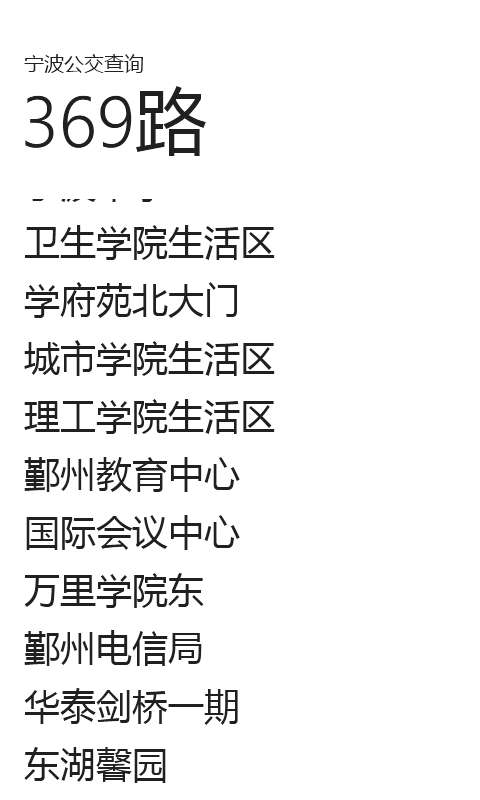 宁波公交查询
369路
卫生学院生活区
学府苑北大门
城市学院生活区
理工学院生活区
鄞州教育中心
国际会议中心
万里学院东
鄞州电信局
华泰剑桥一期
东湖馨园